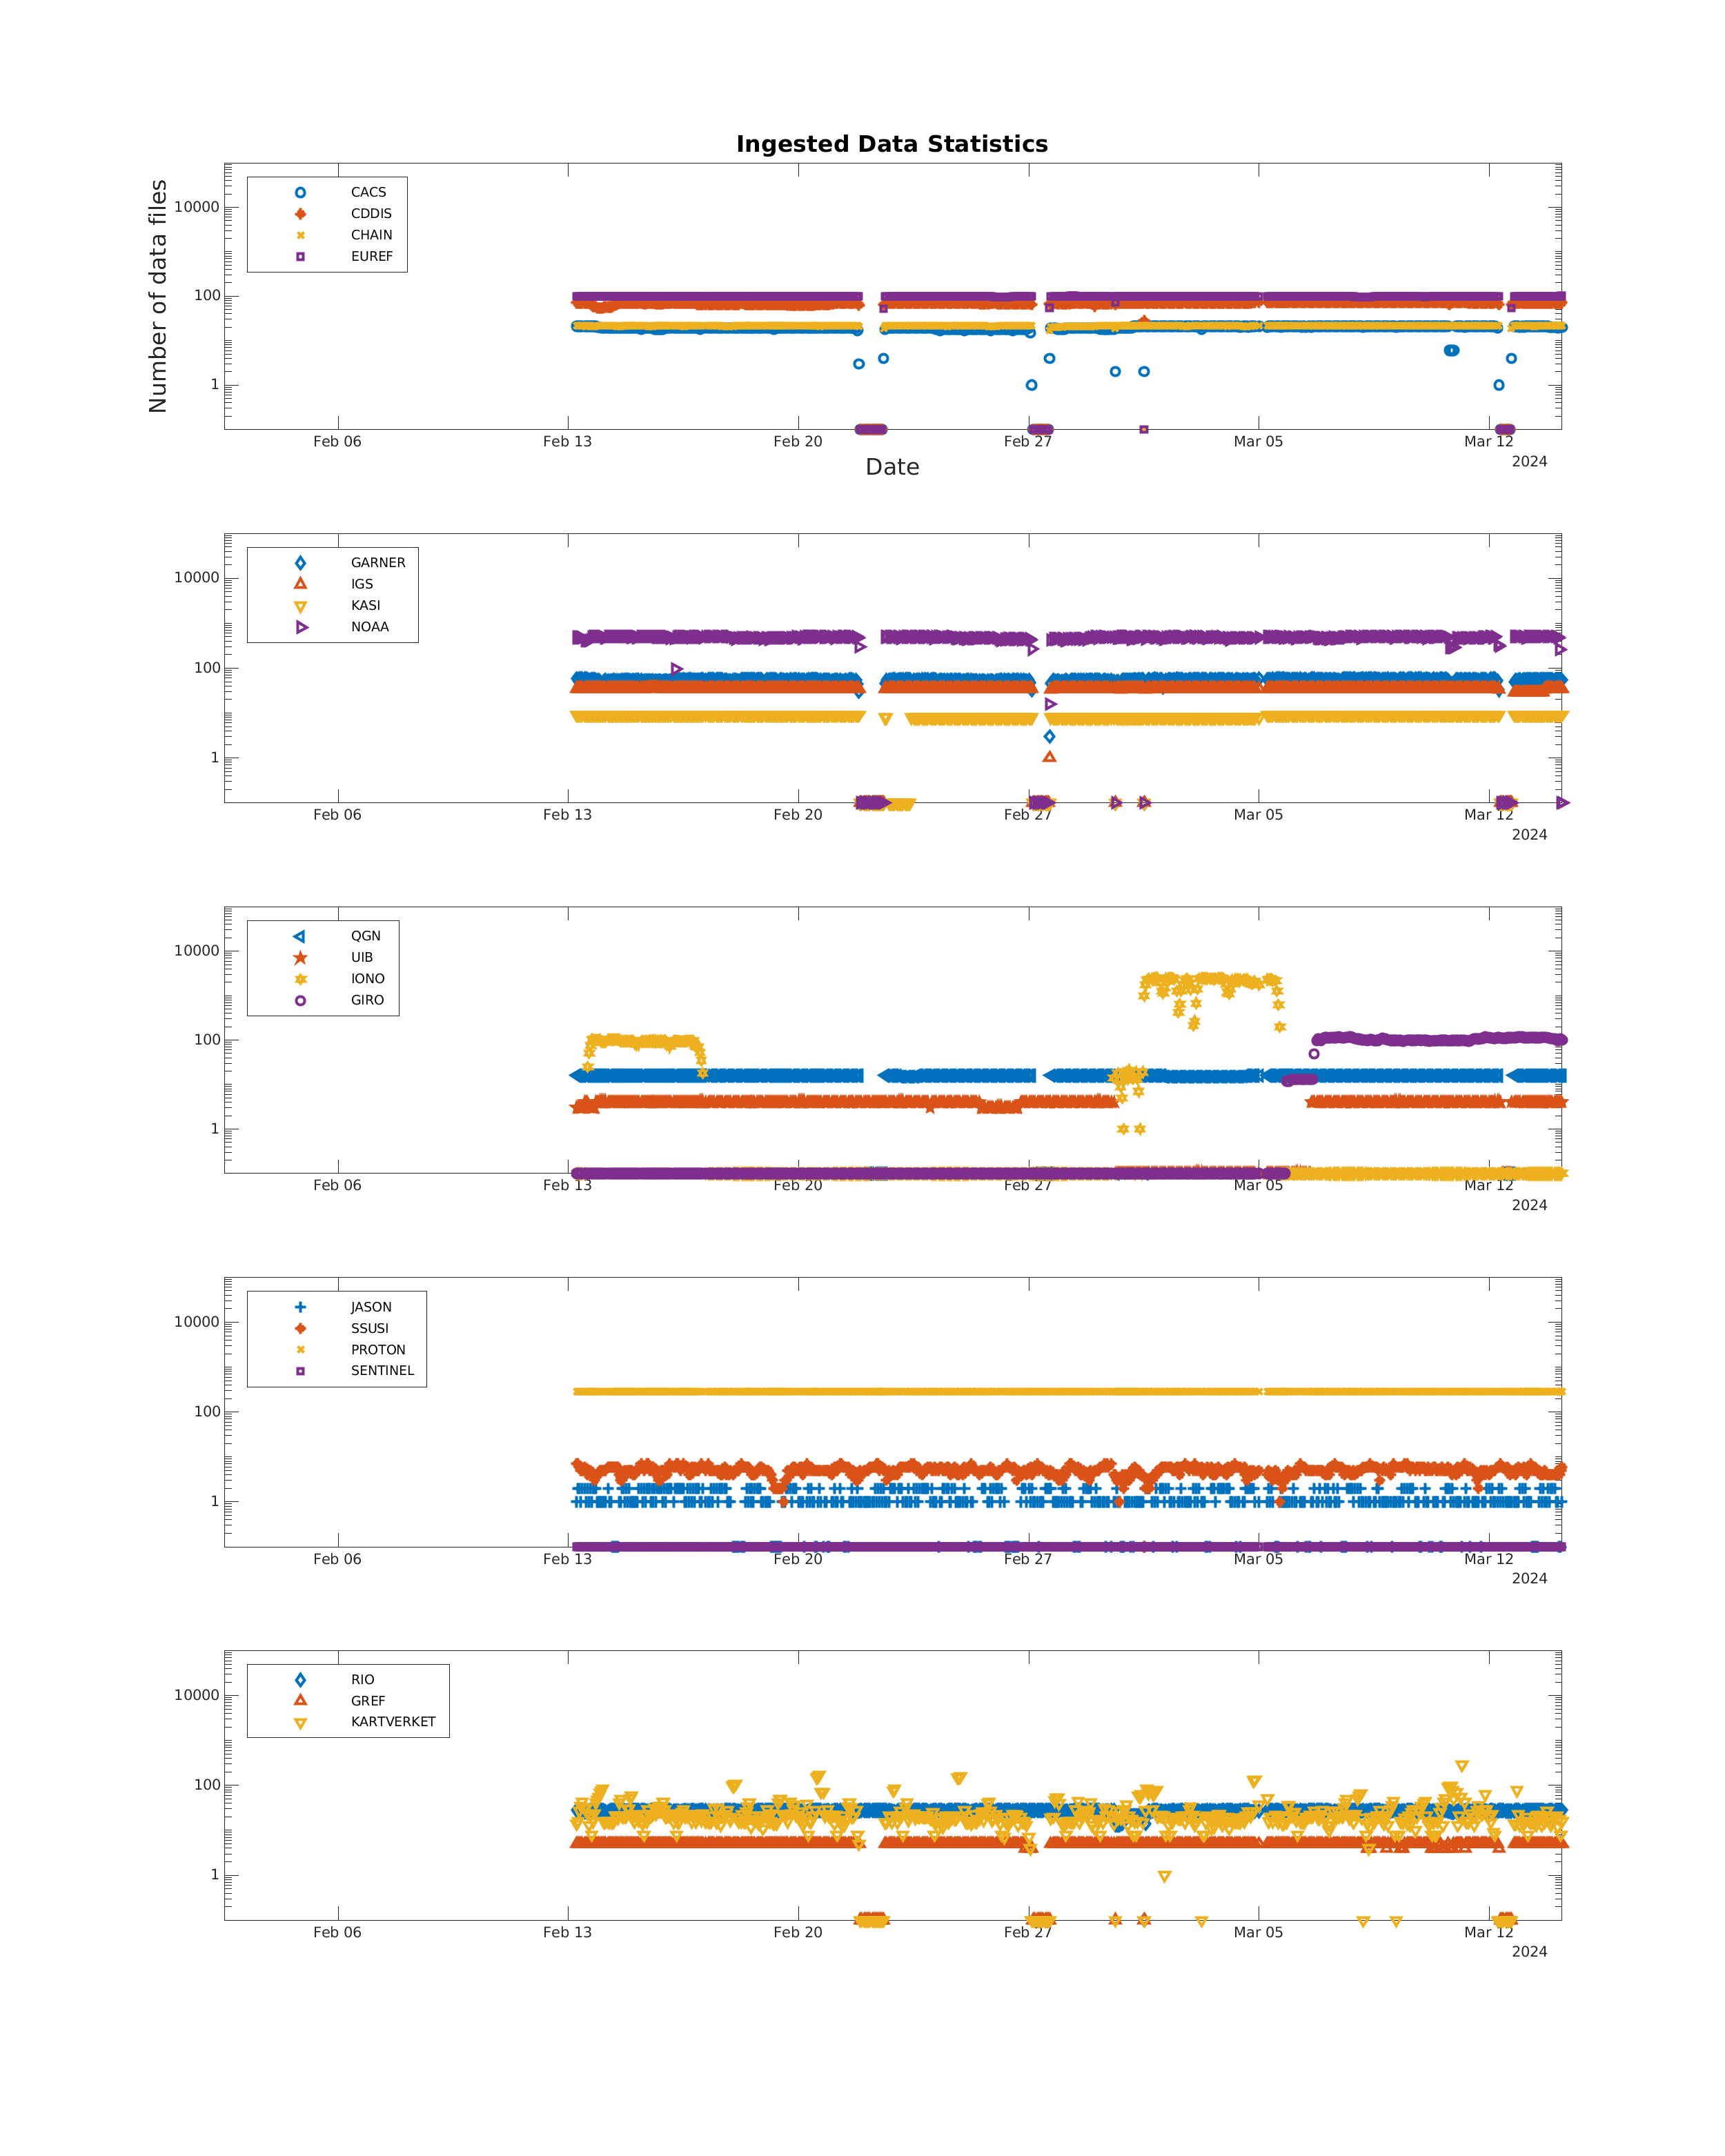 Ingested Data Statistics
Number of data files
CACS
CDDIS
CHAIN
EUREF
10000
100
1
Feb 06 Feb 13 Feb 20 Feb 27 Mar 05 Mar 12
2024
Date
GARNER
IGS
KASI
NOAA
10000
100
1
Feb 06 Feb 13 Feb 20 Feb 27 Mar 05 Mar 12
2024
QGN
UIB
IONO
GIRO
10000
100
1
Feb 06 Feb 13 Feb 20 Feb 27 Mar 05 Mar 12
2024
JASON
SSUSI
PROTON
SENTINEL
10000
100
1
Feb 06 Feb 13 Feb 20 Feb 27 Mar 05 Mar 12
2024
RIO
GREF
KARTVERKET
10000
100
1
Feb 06 Feb 13 Feb 20 Feb 27 Mar 05 Mar 12
2024